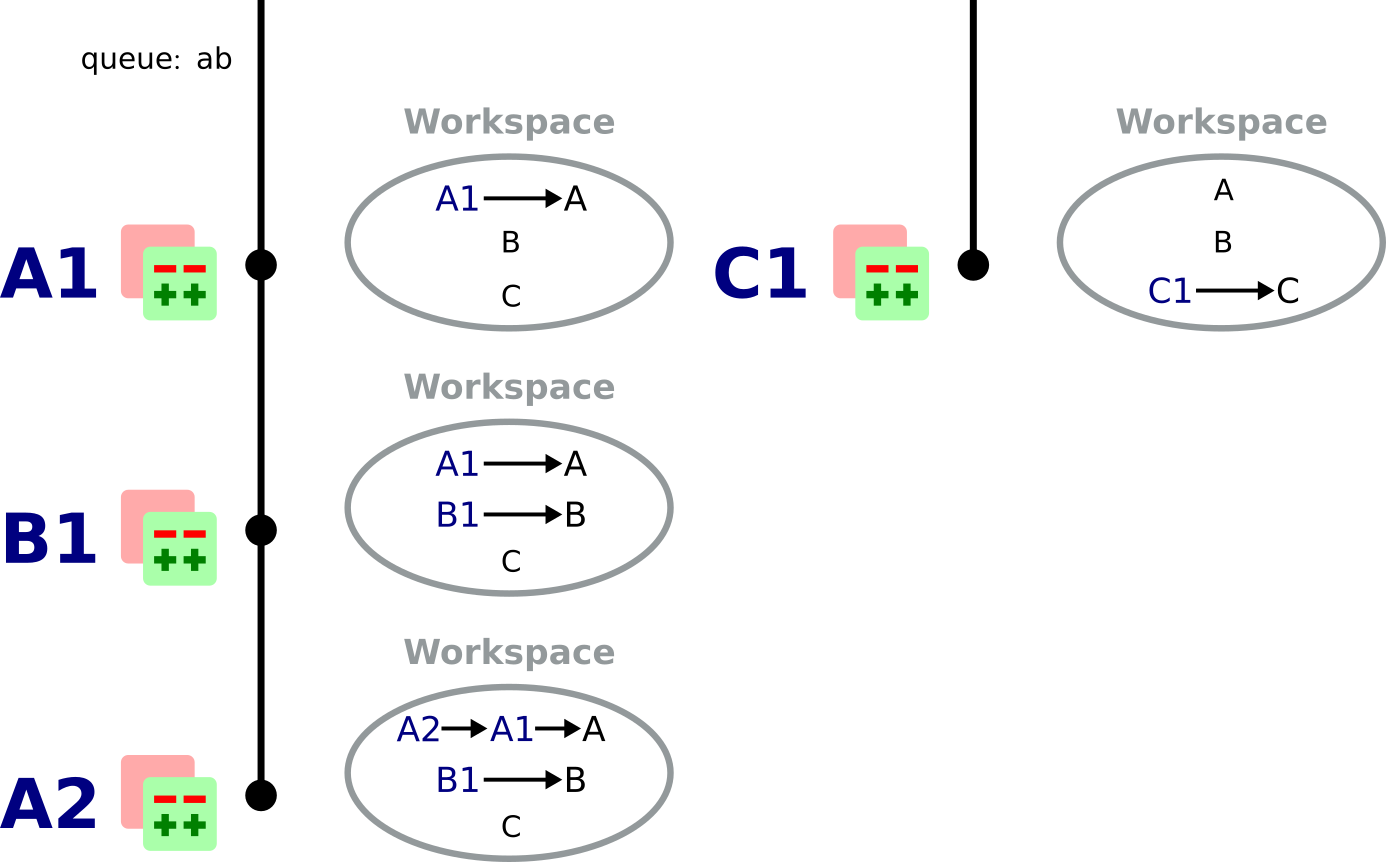 queue: ab
Workspace
A1 A
B
C
A1
Workspace
A1 A
B1 B
C
B1
Workspace
A2 A1 A
B1 B
C
A2
Workspace
A
B
C1 C
C1